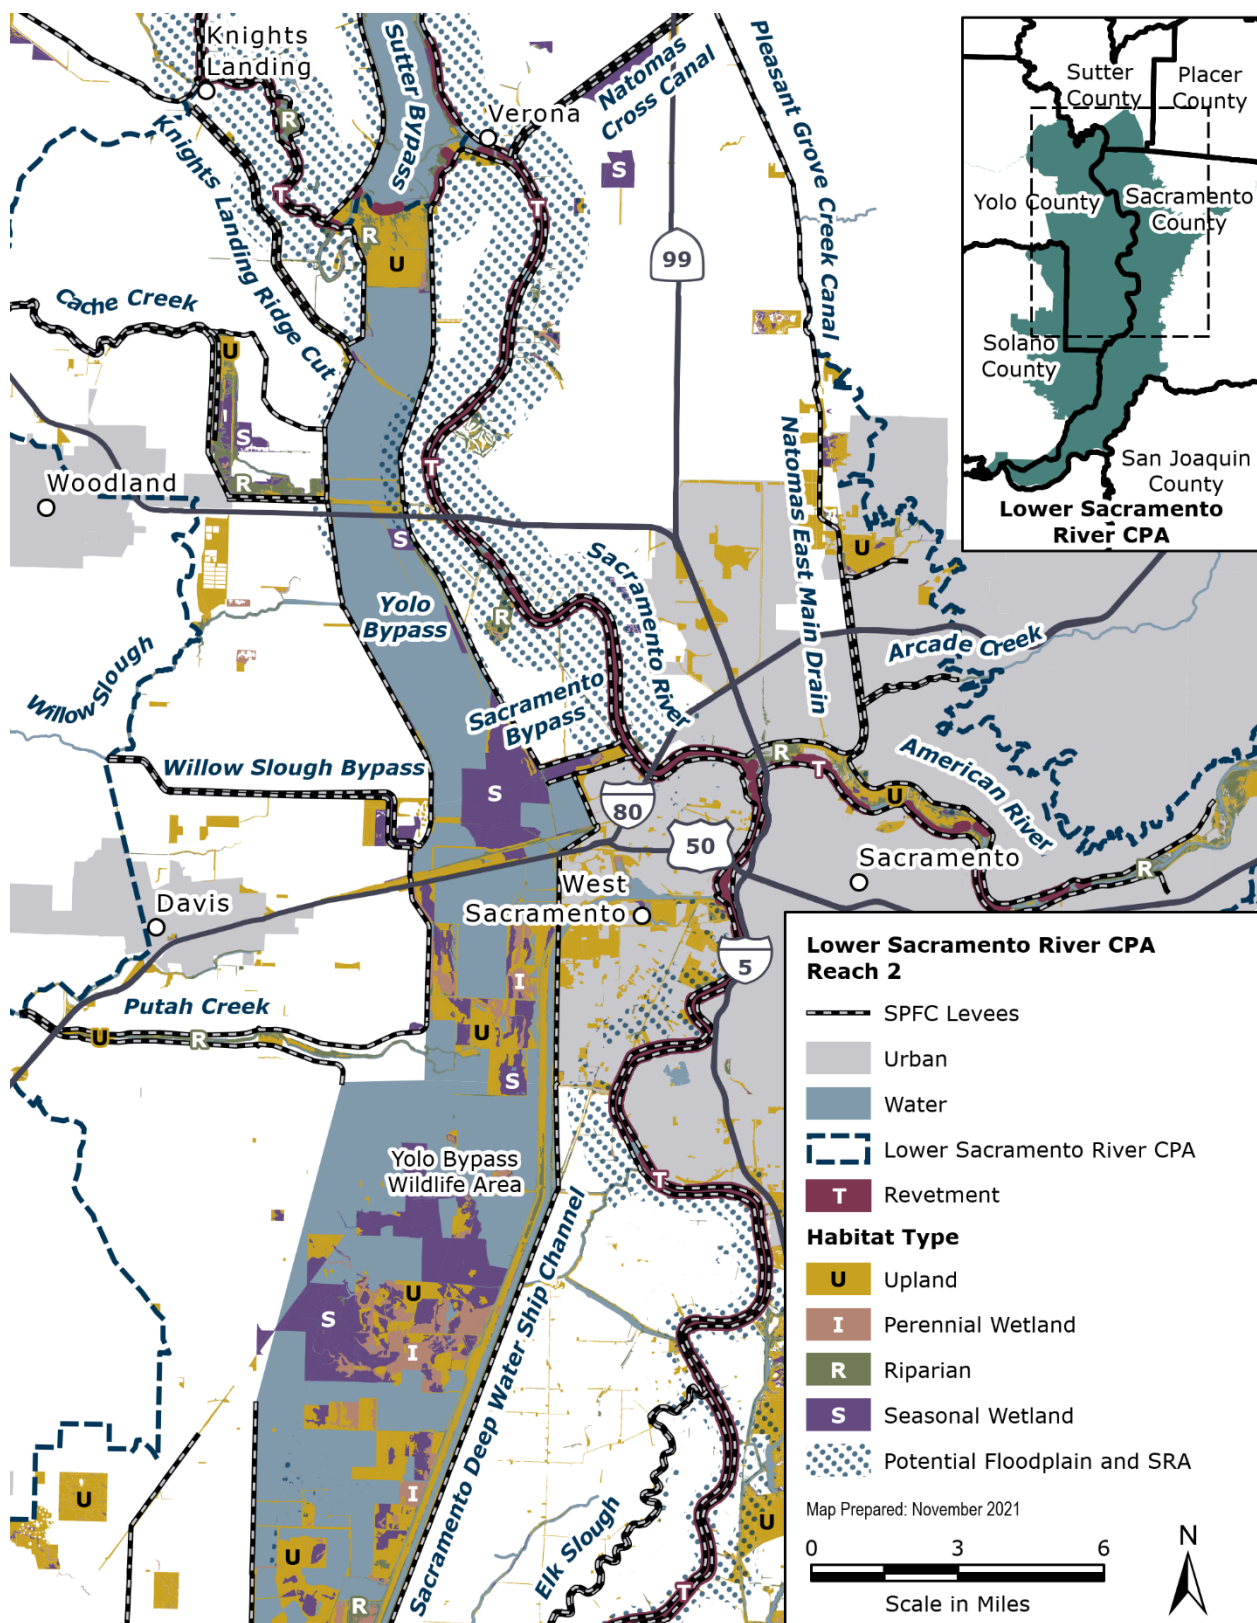 Knights
Landing
Sutter Bypass
Verona
Natomas
Cross Canal
Pleasant Grove Creek Canal
Sutter
County
Placer
County
Yolo County
Sacramento
County
Solano
County
San Joaquin
County
Lower Sacramento
River CPA
R
S
T
T
Knights Landing Ridge Cut
R
U
99
Cache Creek
U
I
S
R
T
Woodland
Natomas East Main Drain
S
U
R
Sacramento River
Yolo
Bypass
R
Arcade Creek
Willow Slough
Sacramento
Bypass
Willow Slough Bypass
S
R
T
U
American River
80
50
Sacramento
R
West
Sacramento
Davis
I
5
Putah Creek
U
R
U
S
Yolo Bypass
Wildlife Area
T
Sacramento Deep Water Ship Channel
U
S
I
I
U
U
Elk Slough
U
R
T
Lower Sacramento River CPA
Reach 2
SPFC Levees
Urban
Water
Lower Sacramento River CPA
T Revetment
Habitat Type
U Upland
I Perennial Wetland
R Riparian
S Seasonal Wetland
Potential Floodplain and SRA
Map Prepared: November 2021
0 3 6
Scale in Miles
N